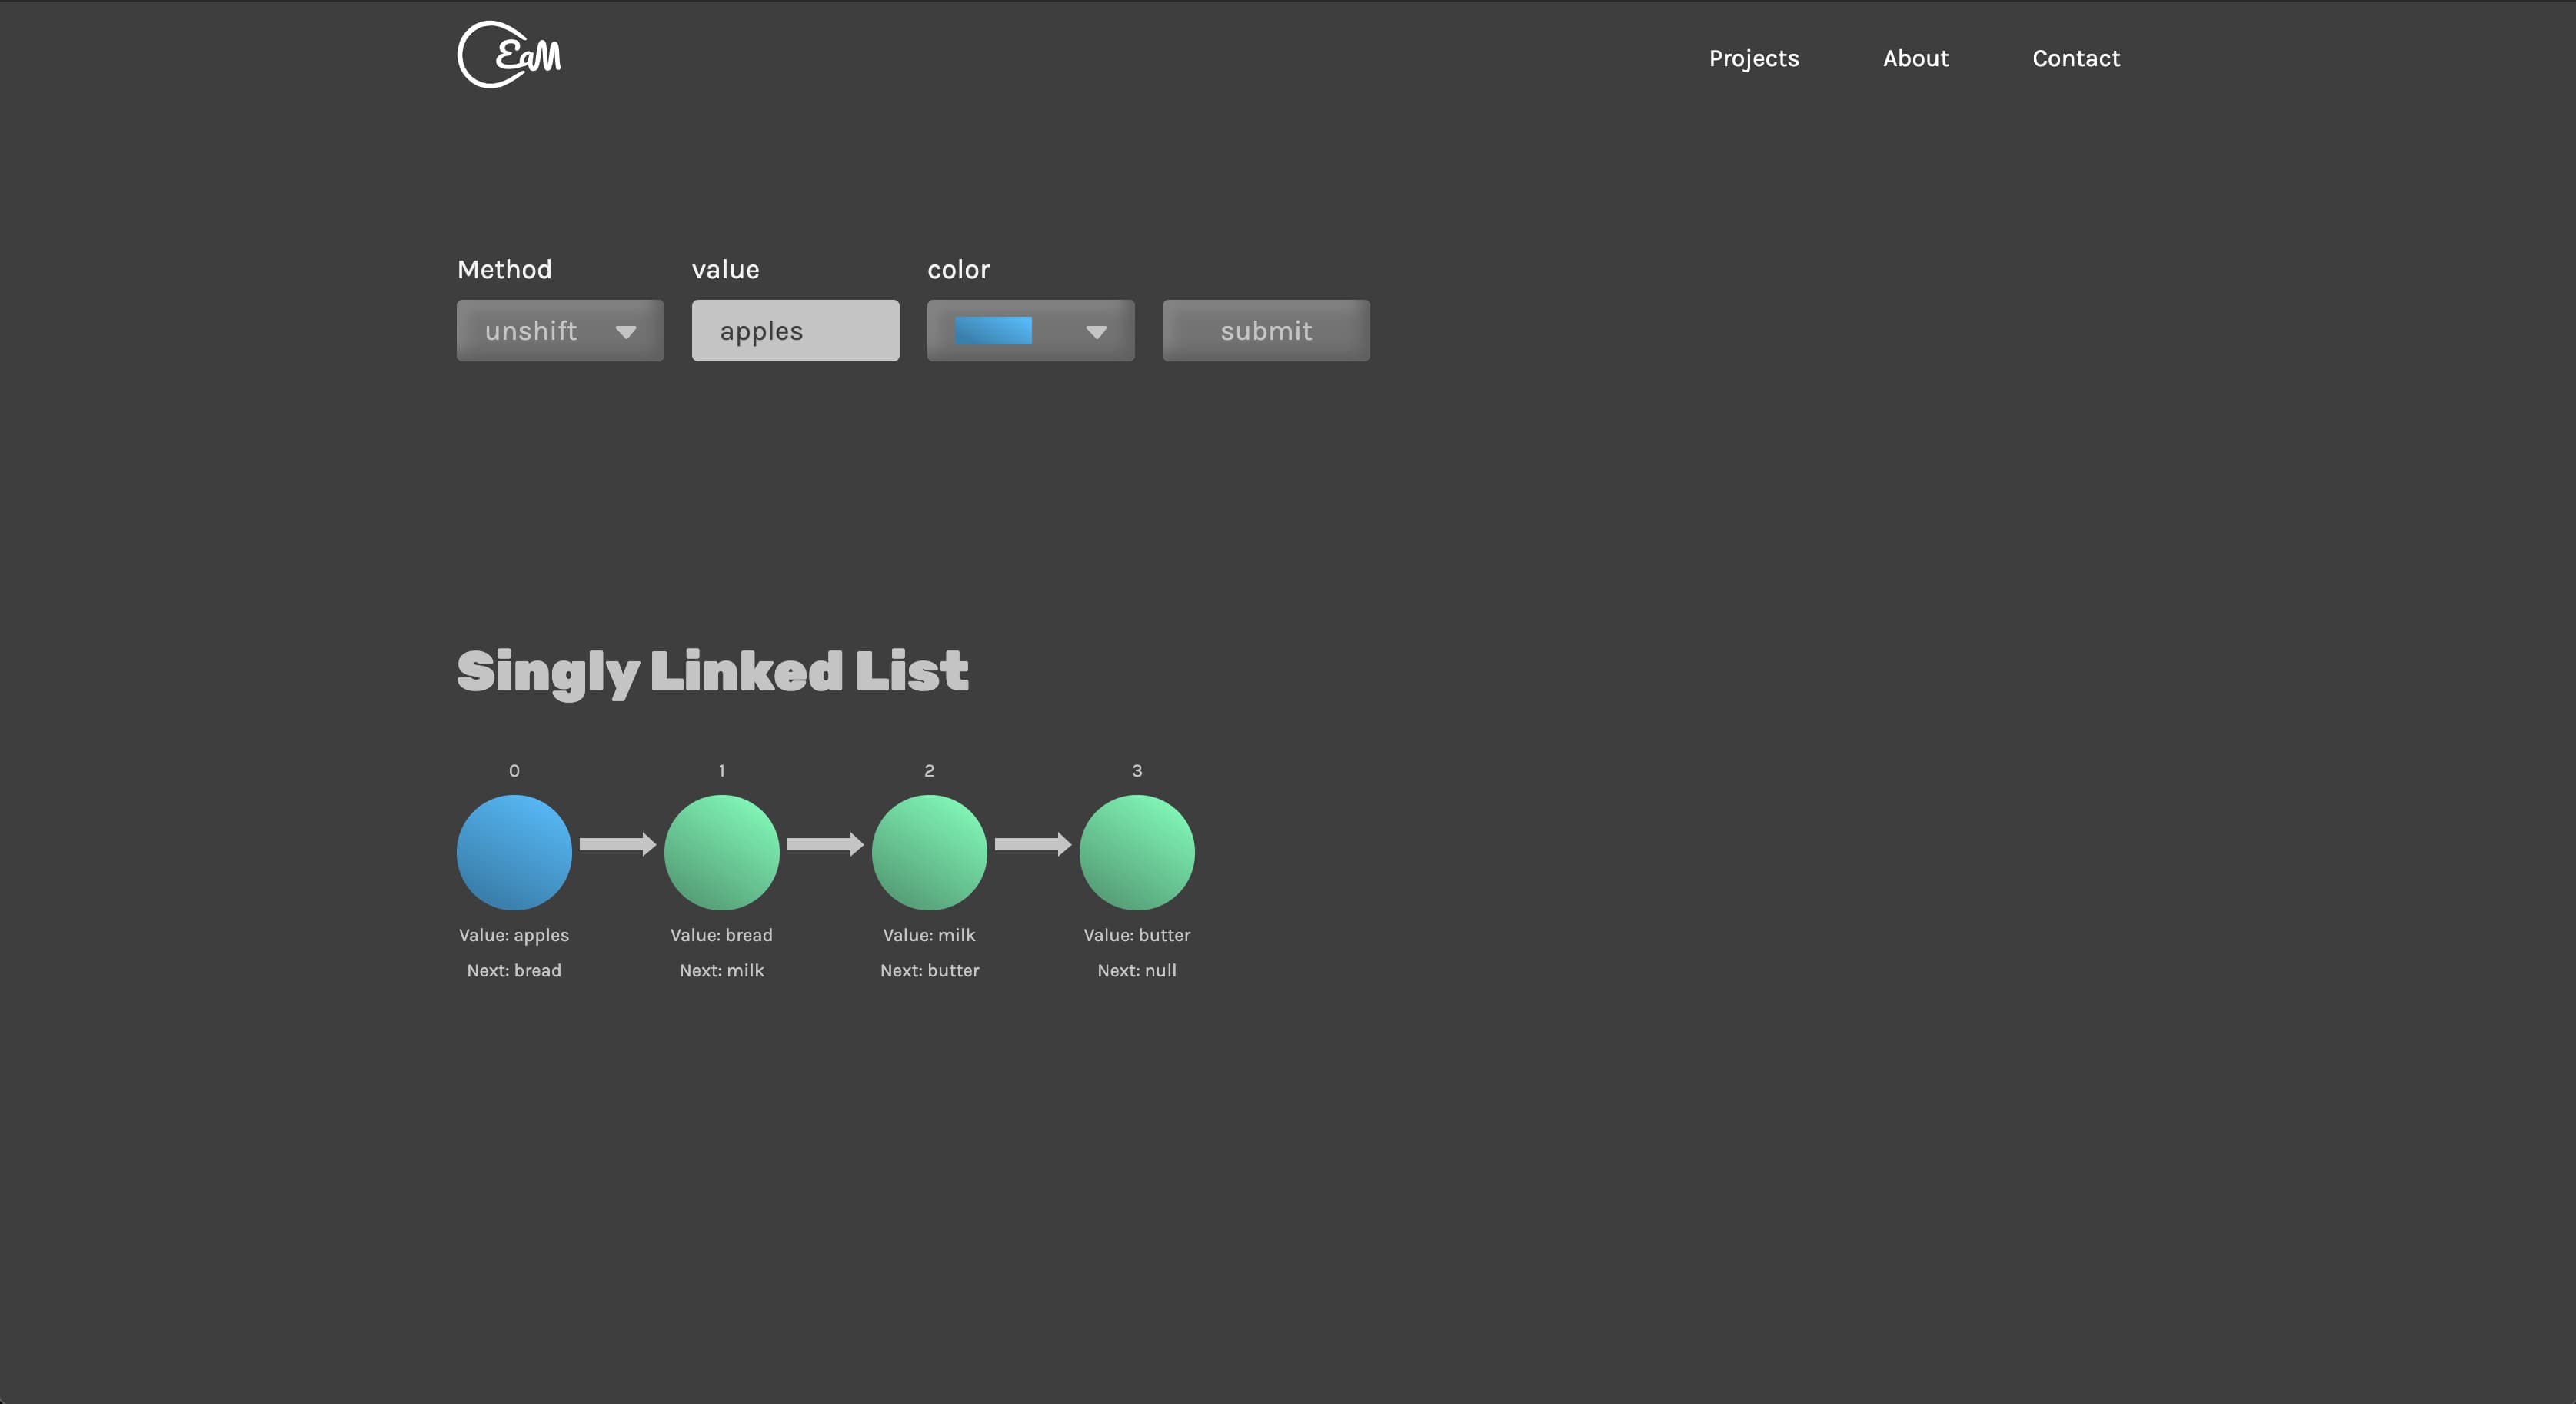 EaM
Projects About Contact
Method value color
unshift apples submit
Singly Linked List
0 1 2 3
Value: apples Value: bread Value: milk Value: butter
Next: bread Next: milk Next: butter Next: null